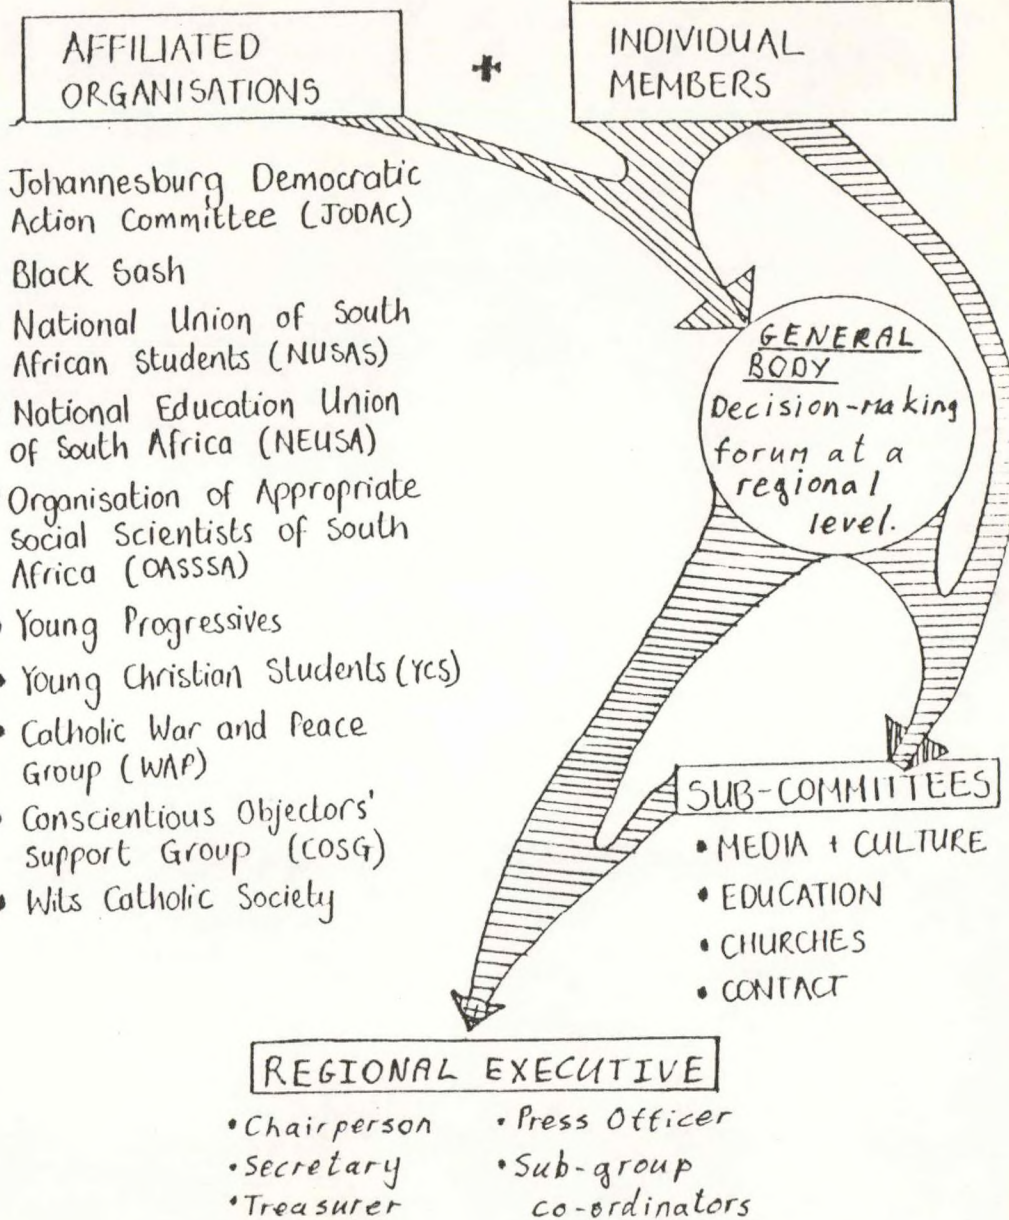 AFFILIATED
ORGANISATIONS
+
INDIVIDUAL
MEMBERS
Johannesburg Democratic
Action Committee (JODAC)
Black Sash
National Union of South
African Students (NUSAS)
National Education Union
of South Africa (NEUSA)
Organisation of Appropriate
Social Scientists of South
Africa (OASSSA)
• Young Progressives
• Young Christian Students (YCS)
• Catholic War and Peace
Group (WAP)
• Conscientious Objectors'
Support Group (COSG)
• Wits Catholic Society
GENERAL
BODY
Decision-making
forum at a
regional
level.
SUB-COMMITTEES
• MEDIA + CULTURE
• EDUCATION
• CHURCHES
• CONTACT
REGIONAL EXECUTIVE
• Chairperson
• Secretary
• Treasurer
• Press Officer
• Sub-group
co-ordinators